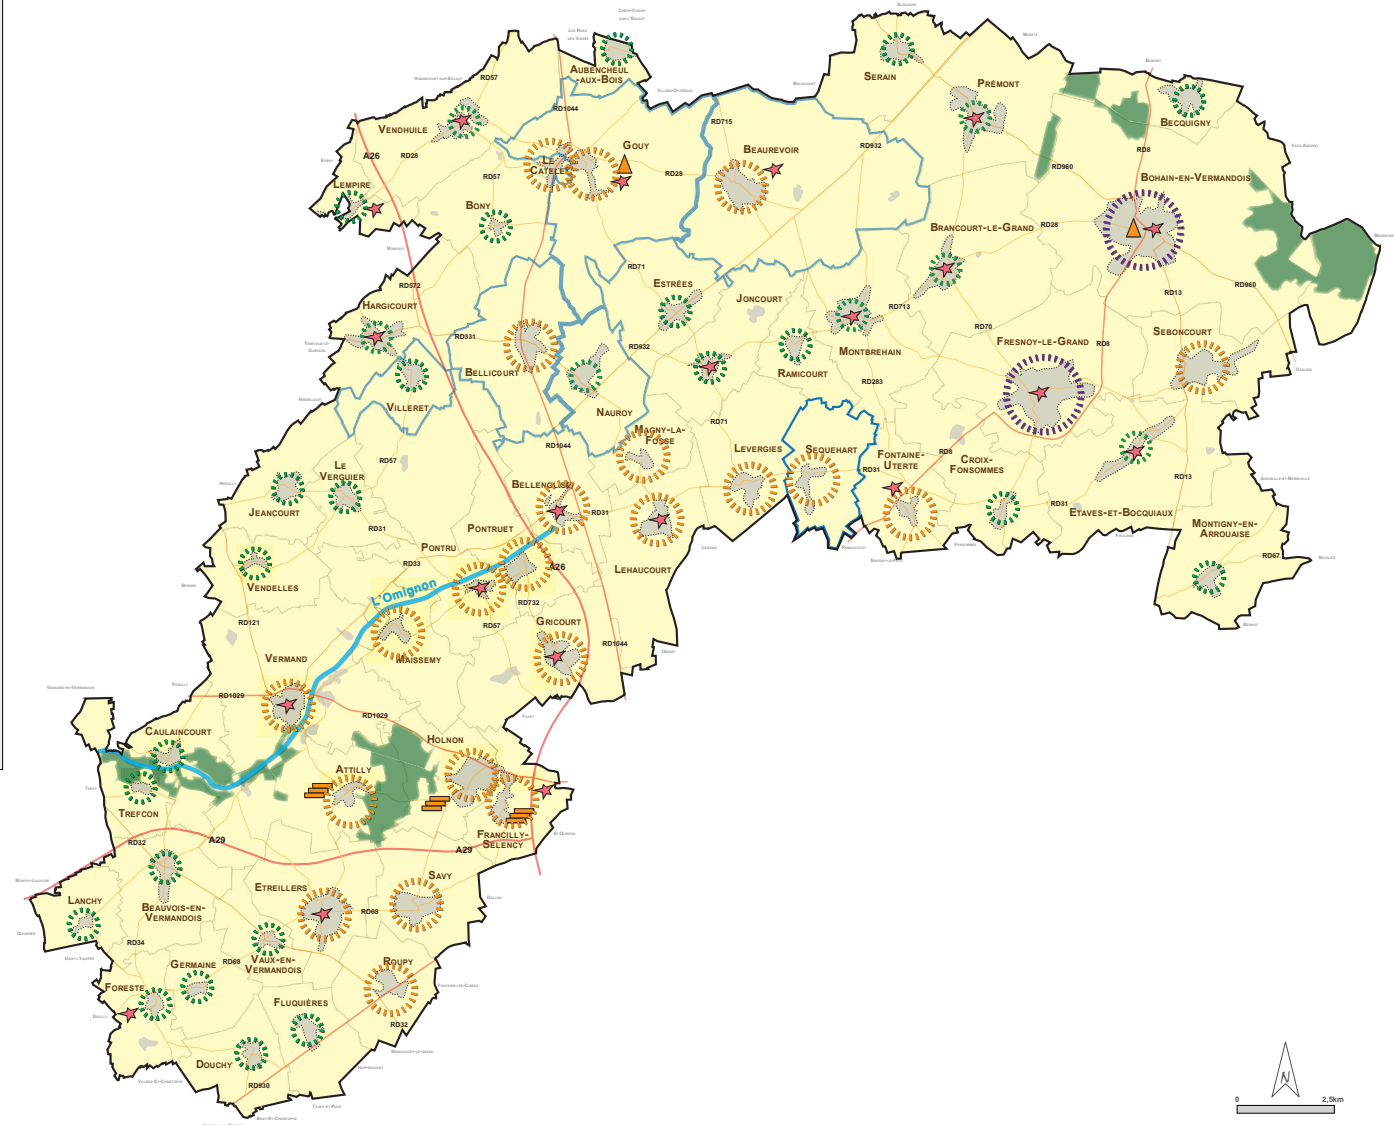 RD57
AUBENCHEUL
-AUX-BOIS
SERAIN
PRÉMONT
BECQUIGNY
VENDHUILE
RD1044
RD715
RD932
RD8
A26
RD28
GOUY
BEAUREVOIR
RD960
LE
CATELET
RD28
BOHAIN-EN-VERMANDOIS
LEMPIRE
RD57
BONY
BRANCOURT-LE-GRAND
RD28
RD71
RD572
ESTRÉES
JONCOURT
RD960
RD13
HARGICOURT
RD713
RD70
SEBONCOURT
RD331
RD932
MONTBREHAIN
FRESNOY-LE-GRAND
RD8
BELLICOURT
RAMICOURT
RD283
VILLERET
NAUROY
RD71
MAGNY-LA-
FOSSE
RD1044
LEVERGIES
SEQUEHART
FONTAINE-
UTERTE
RD8
CROIX-
FONSOMMES
RD57
LE
VERGUIER
RD31
RD13
BELLENGLISE
JEANCOURT
RD31
RD31
RD31
ETAVES-ET-BOCQUIAUX
MONTIGNY-EN-
ARROUAISE
PONTRUET
PONTRU
RD33
A26
LEHAUCOURT
RD67
VENDELLES
L'Omignon
RD732
RD121
RD57
GRICOURT
RD1044
VERMAND
MAISSEMY
RD1029
RD1029
CAULAINCOURT
HOLNON
ATTILLY
TREFCON
FRANCILLY-
SELENCY
RD32
A29
A29
SAVY
ETREILLERS
LANCHY
BEAUVOIS-EN-
VERMANDOIS
RD68
RD34
VAUX-EN-
VERMANDOIS
RD68
GERMAINE
ROUPY
FORESTE
FLUQUIÈRES
RD32
DOUCHY
RD930
N
0 2,5km